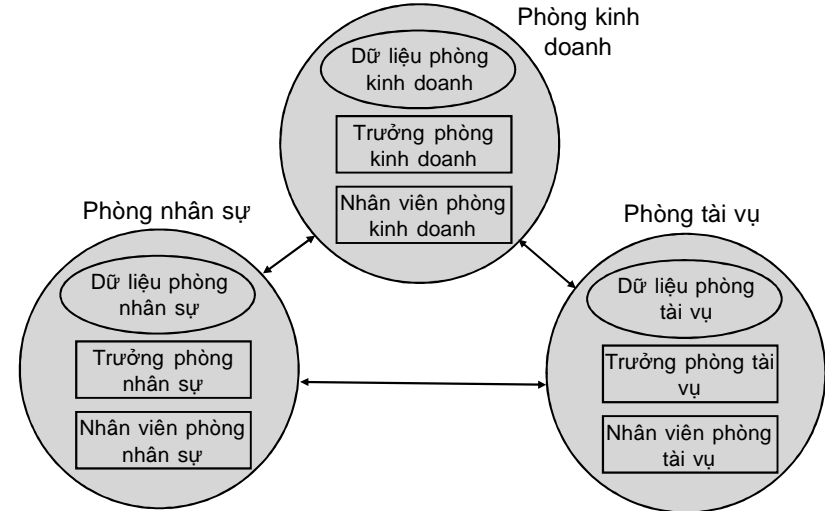 Phòng kinh
doanh
Dữ liệu phòng
kinh doanh
Trưởng phòng
kinh doanh
Nhân viên phòng
kinh doanh
Phòng nhân sự
Dữ liệu phòng
nhân sự
Trưởng phòng
nhân sự
Nhân viên phòng
nhân sự
Phòng tài vụ
Dữ liệu phòng
tài vụ
Trưởng phòng tài
vụ
Nhân viên phòng
tài vụ